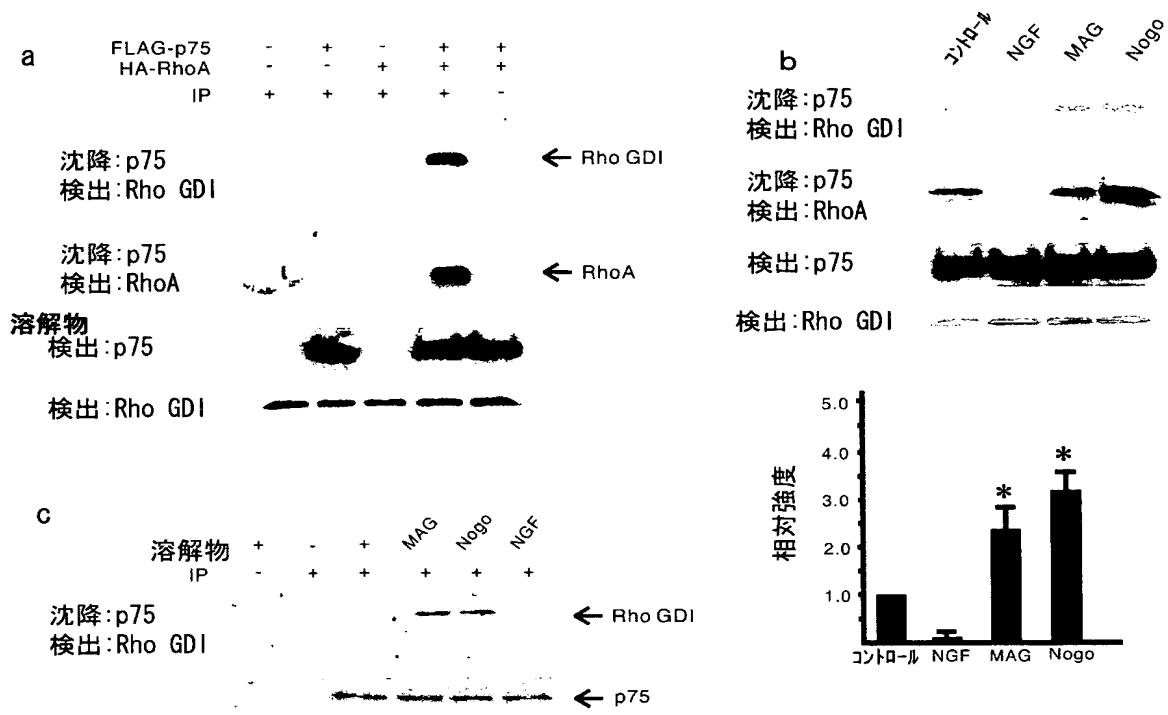 a
FLAG-p75 - + - + +
HA-RhoA - - + + +
IP + + + + -
沈降:p75
検出:Rho GDI
← Rho GDI
沈降:p75
検出:RhoA
← RhoA
溶解物
検出:p75
検出:Rho GDI
b
コントロール NGF MAG Nogo
沈降:p75
検出:Rho GDI
沈降:p75
検出:RhoA
検出:p75
検出:Rho GDI
相対強度
5.0
4.0
3.0
2.0
1.0
* *
コントロール NGF MAG Nogo
c
溶解物 + - + MAG Nogo NGF
IP - + + + + +
沈降:p75
検出:Rho GDI
← Rho GDI
← p75